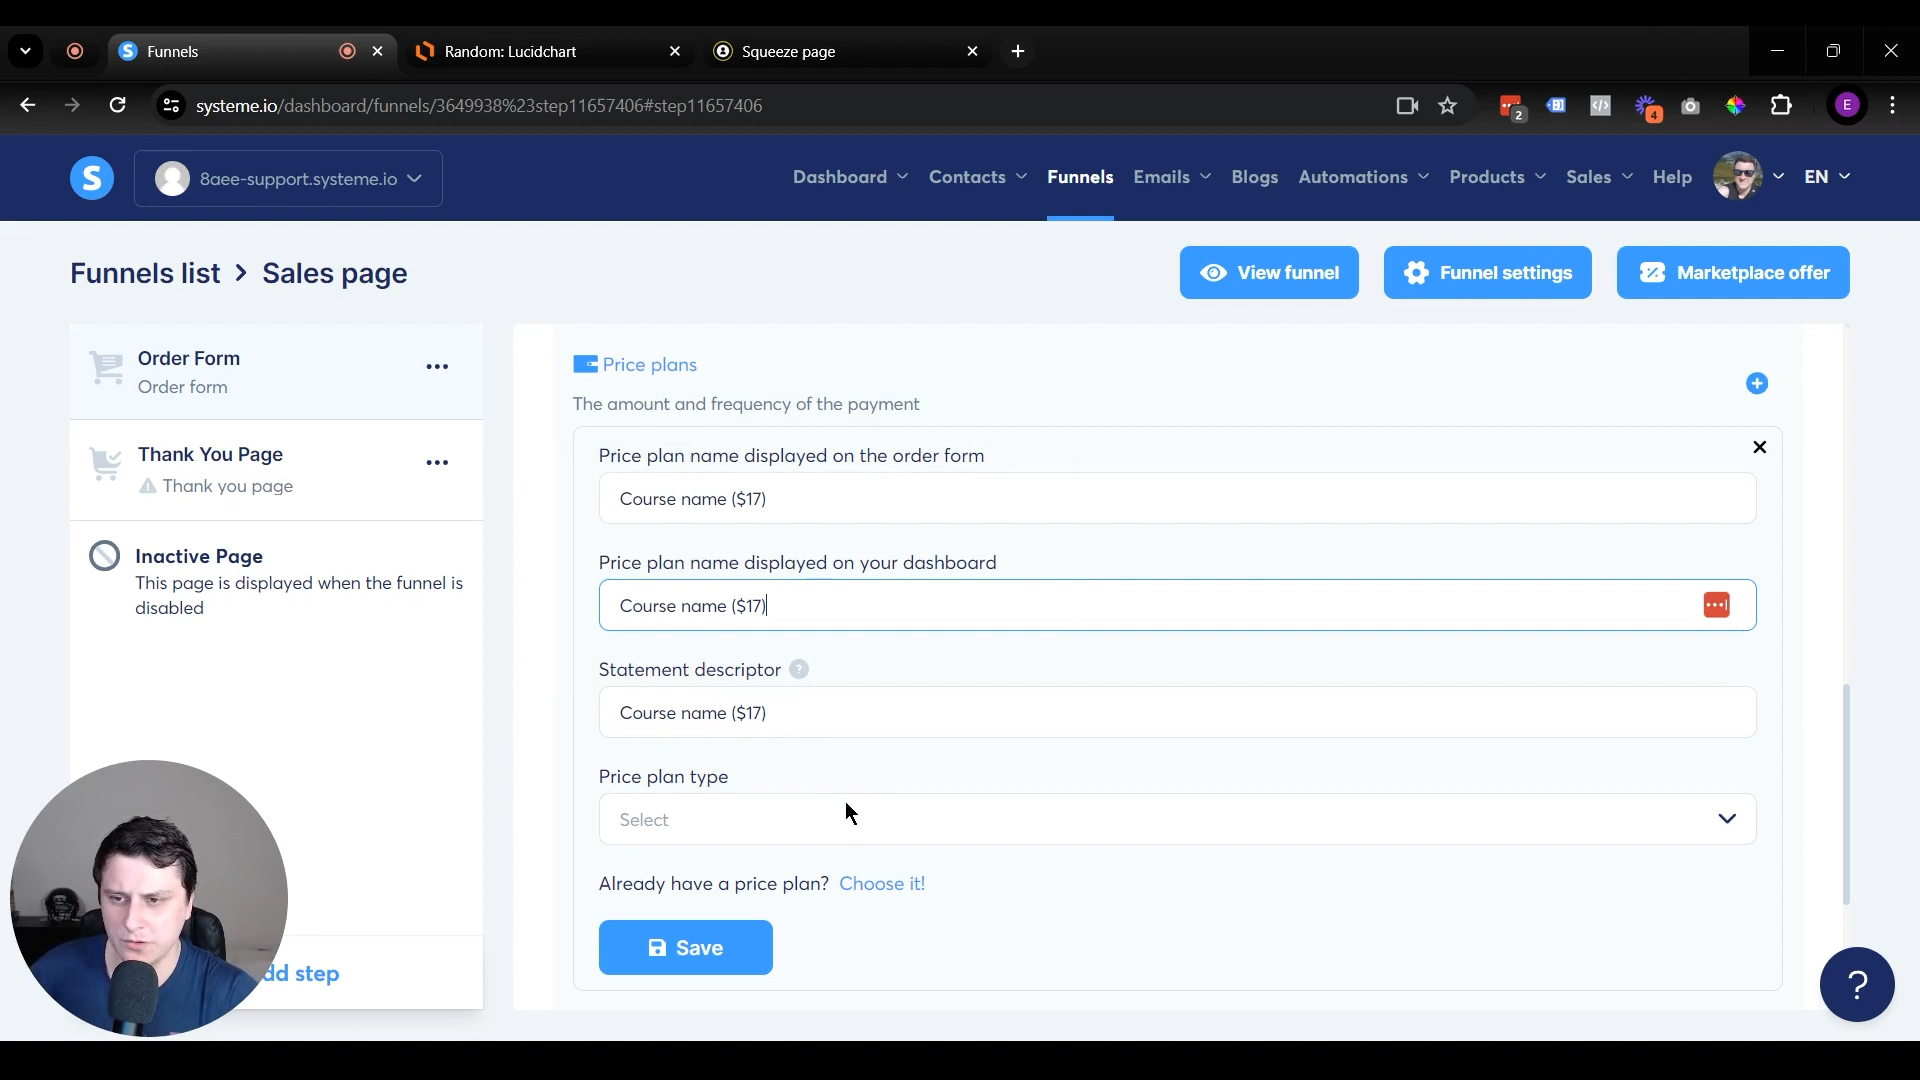 Funnels
Random: Lucidchart
Squeeze page
systeme.io/dashboard/funnels/3649938%23step11657406#step11657406
2
4
E
S
8aee-support.systeme.io
Dashboard
Contacts
Funnels
Emails
Blogs
Automations
Products
Sales
Help
EN
Funnels list > Sales page
View funnel
Funnel settings
Marketplace offer
Order Form
Order form
Thank You Page
Thank you page
Inactive Page
This page is displayed when the funnel is
disabled
dd step
Price plans
The amount and frequency of the payment
Price plan name displayed on the order form
Course name ($17)
Price plan name displayed on your dashboard
Course name ($17)
Statement descriptor ?
Course name ($17)
Price plan type
Select
Already have a price plan? Choose it!
Save
?